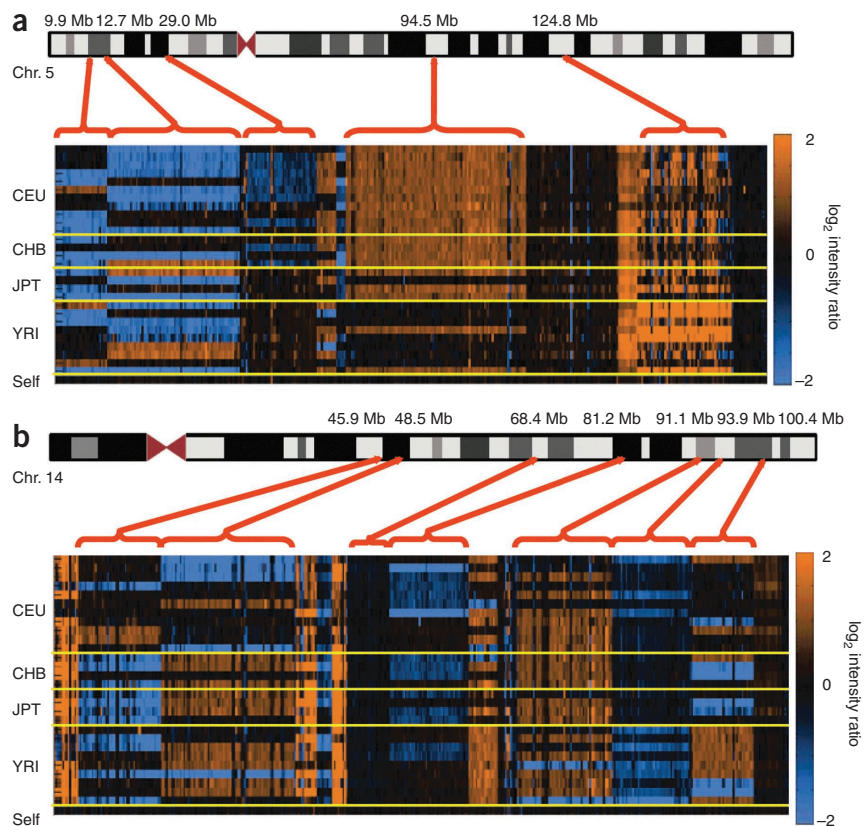 a
9.9 Mb 12.7 Mb 29.0 Mb 94.5 Mb 124.8 Mb
Chr. 5
CEU
CHB
JPT
YRI
Self
2
0
–2
log2 intensity ratio
b
45.9 Mb 48.5 Mb 68.4 Mb 81.2 Mb 91.1 Mb 93.9 Mb 100.4 Mb
Chr. 14
CEU
CHB
JPT
YRI
Self
2
0
–2
log2 intensity ratio